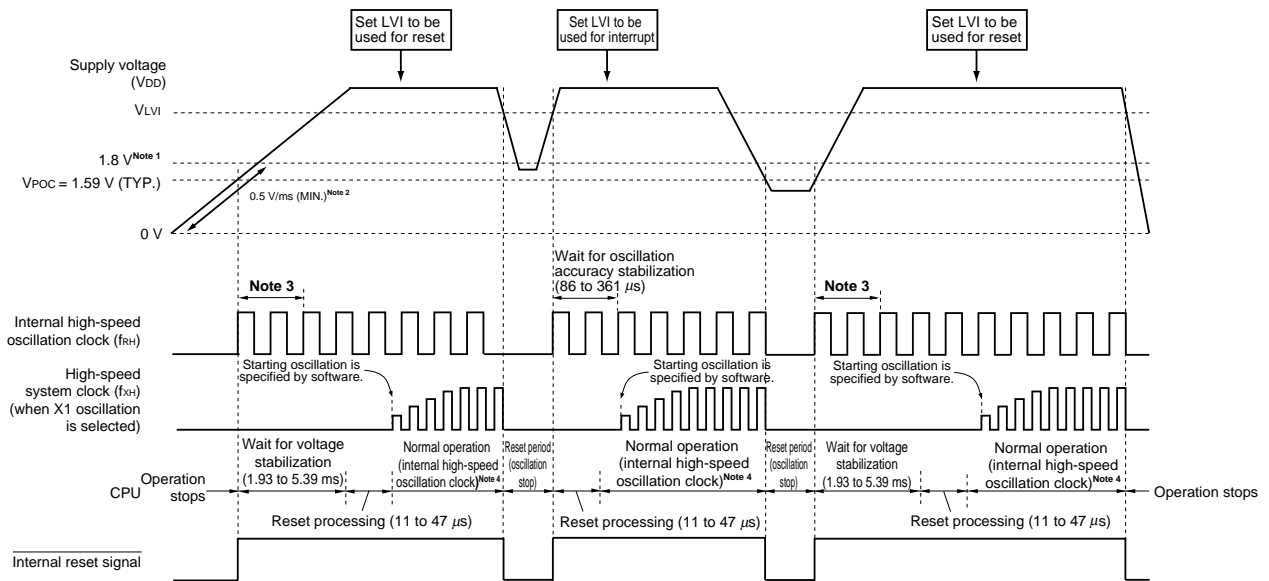 Set LVI to be
used for reset
Set LVI to be
used for interrupt
Set LVI to be
used for reset
Supply voltage
(VDD)
VLVI
1.8 V Note 1
VPOC = 1.59 V (TYP.)
0.5 V/ms (MIN.) Note 2
0 V
Wait for oscillation
accuracy stabilization
(86 to 361 μs)
Note 3
Note 3
Internal high-speed
oscillation clock (fRH)
Starting oscillation is
specified by software.
Starting oscillation is
specified by software.
Starting oscillation is
specified by software.
High-speed
system clock (fXH)
(when X1 oscillation
is selected)
Wait for voltage
stabilization
(1.93 to 5.39 ms)
Normal operation
(internal high-speed
oscillation clock) Note 4
Reset period
(oscillation
stop)
Normal operation
(internal high-speed
oscillation clock) Note 4
Reset period
(oscillation
stop)
Wait for voltage
stabilization
(1.93 to 5.39 ms)
Normal operation
(internal high-speed
oscillation clock) Note 4
CPU
Operation
stops
Operation stops
Reset processing (11 to 47 μs)
Reset processing (11 to 47 μs)
Reset processing (11 to 47 μs)
Internal reset signal